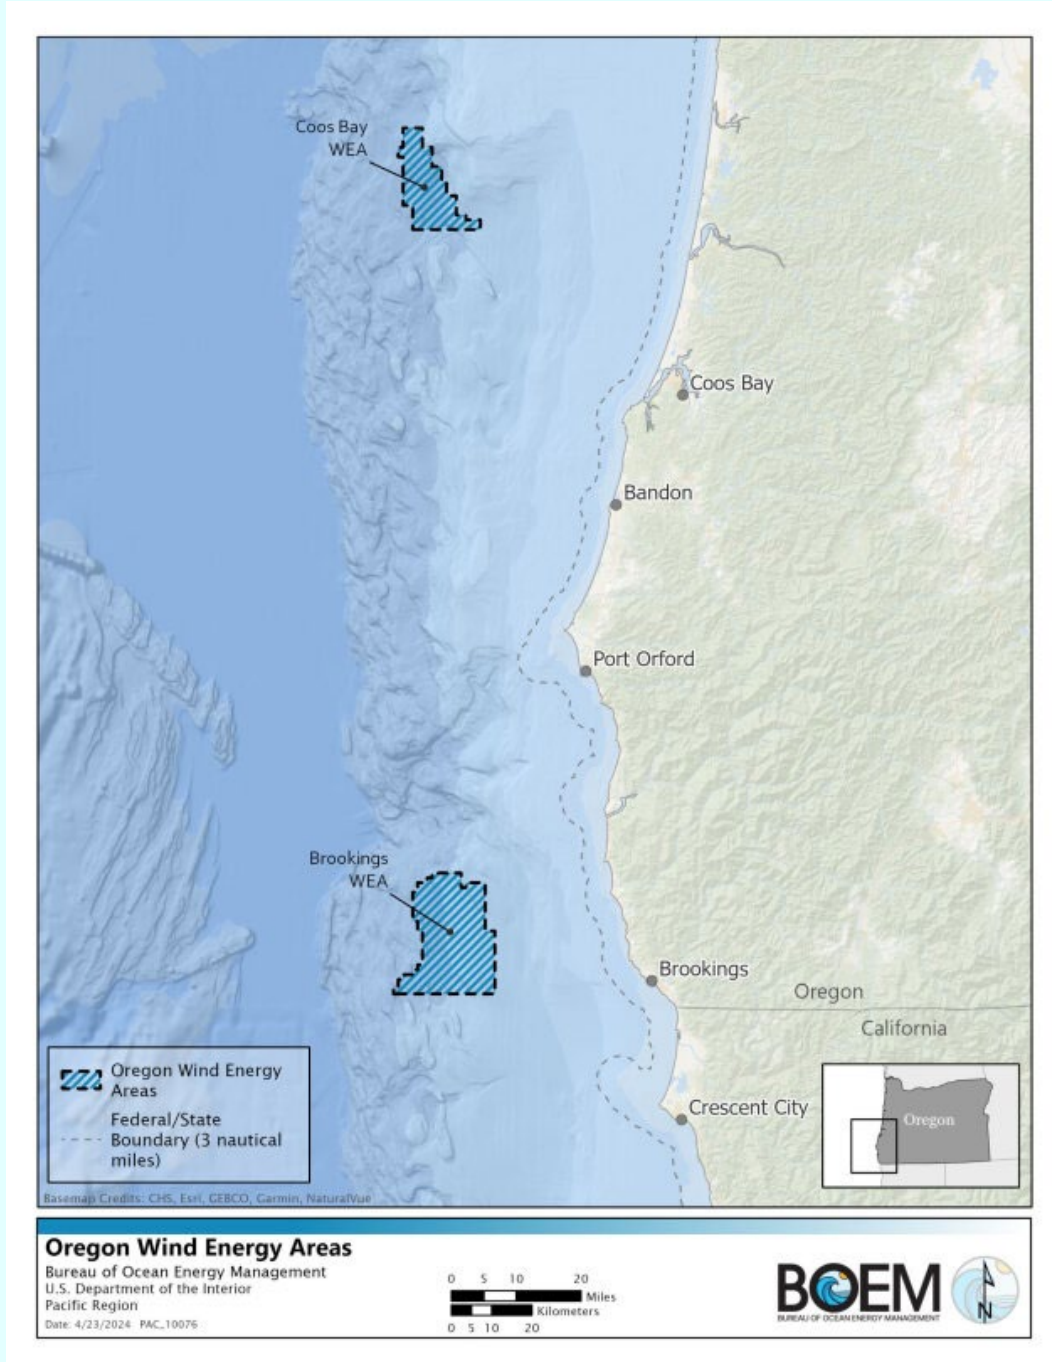 Coos Bay
WEA
Coos Bay
Bandon
Port Orford
Brookings
WEA
Brookings
Oregon
California
Crescent City
Oregon
Oregon Wind Energy
Areas
Federal/State
Boundary (3 nautical
miles)
Basemap Credits: CHS, Esri, GEBCO, Garmin, NaturalVue
Oregon Wind Energy Areas
Bureau of Ocean Energy Management
U.S. Department of the Interior
Pacific Region
Date: 4/23/2024 PAC_10076
0 5 10 20
Miles
Kilometers
0 5 10 20
BOEM
BUREAU OF OCEAN ENERGY MANAGEMENT
N